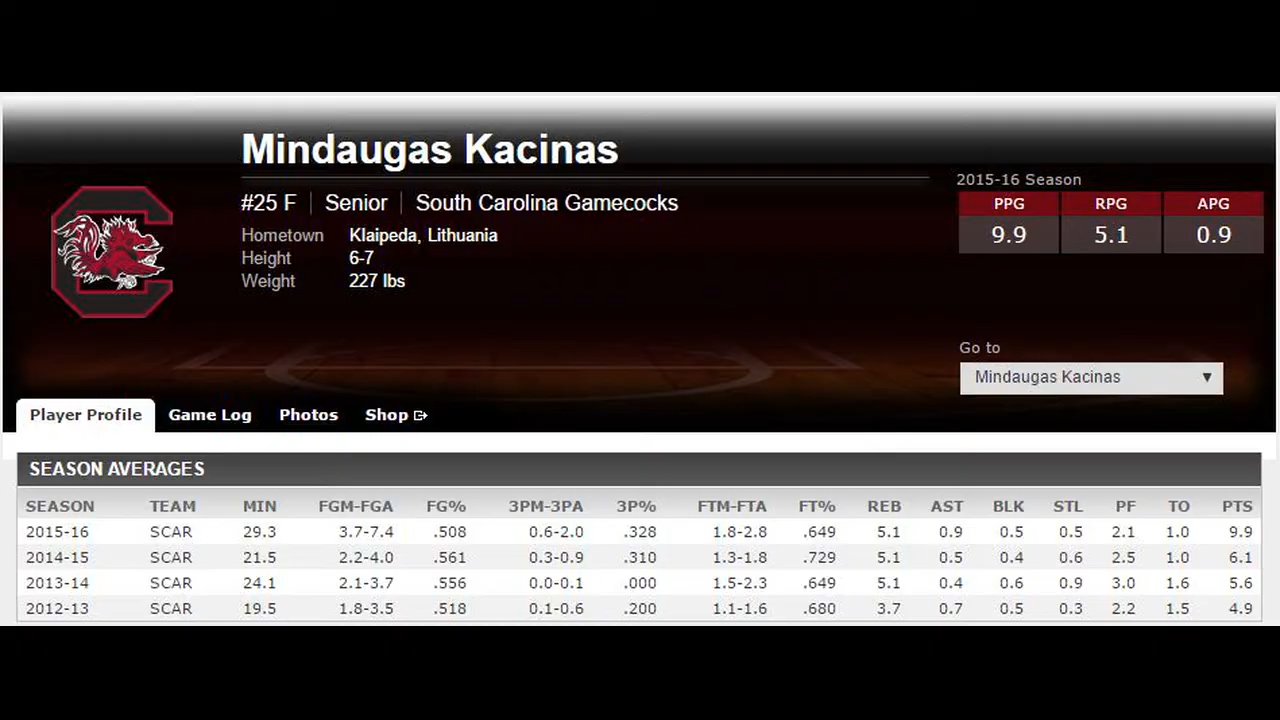 Mindaugas Kacinas
#25 F Senior South Carolina Gamecocks
Hometown Klaipeda, Lithuania
Height 6-7
Weight 227 lbs
2015-16 Season
PPG RPG APG
9.9 5.1 0.9
Go to
Mindaugas Kacinas ▼
Player Profile Game Log Photos Shop
SEASON AVERAGES
SEASON TEAM MIN FGM-FGA FG% 3PM-3PA 3P% FTM-FTA FT% REB AST BLK STL PF TO PTS
2015-16 SCAR 29.3 3.7-7.4 .508 0.6-2.0 .328 1.8-2.8 .649 5.1 0.9 0.5 0.5 2.1 1.0 9.9
2014-15 SCAR 21.5 2.2-4.0 .561 0.3-0.9 .310 1.3-1.8 .729 5.1 0.5 0.4 0.6 2.5 1.0 6.1
2013-14 SCAR 24.1 2.1-3.7 .556 0.0-0.1 .000 1.5-2.3 .649 5.1 0.4 0.6 0.9 3.0 1.6 5.6
2012-13 SCAR 19.5 1.8-3.5 .518 0.1-0.6 .200 1.1-1.6 .680 3.7 0.7 0.5 0.3 2.2 1.5 4.9